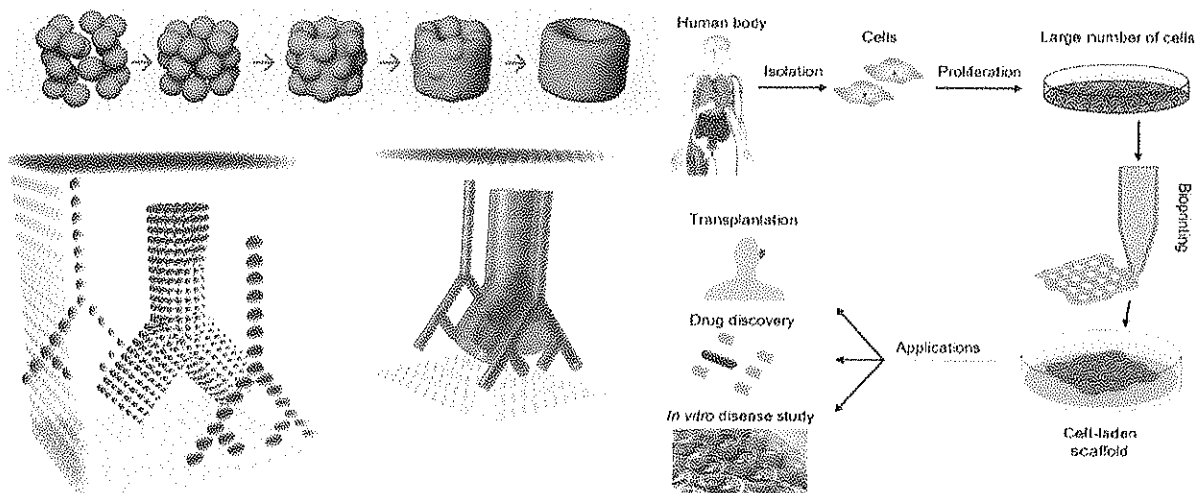 Human body
Isolation
Cells
Proliferation
Large number of cells
Bioprinting
Cell-laden
scaffold
Applications
Transplantation
Drug discovery
In vitro disease study